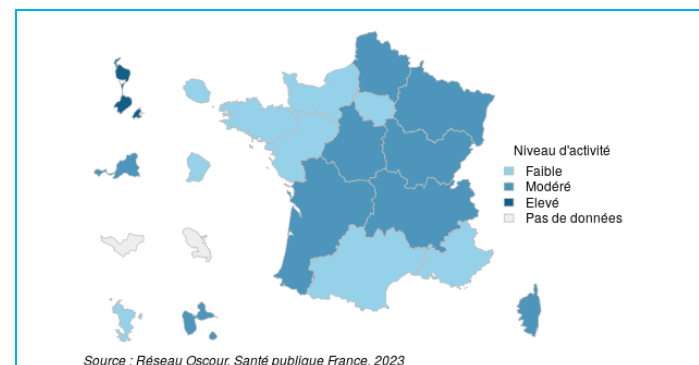 Niveau d'activité
Faible
Modéré
Elevé
Pas de données
Source : Réseau Oscour, Santé publique France, 2023